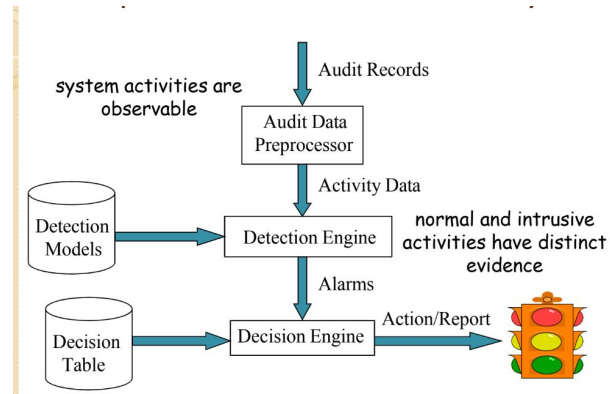 Audit Records
system activities are
observable
Audit Data
Preprocessor
Activity Data
Detection
Models
Detection Engine
normal and intrusive
activities have distinct
evidence
Alarms
Decision
Table
Decision Engine
Action/Report